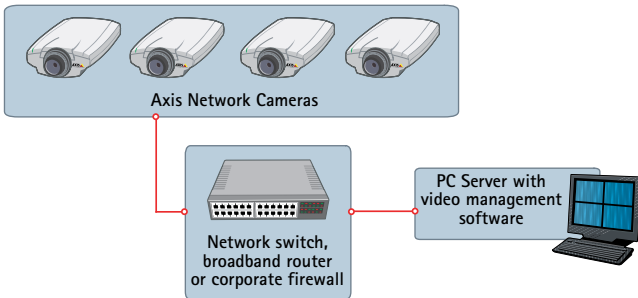 Axis Network Cameras
Network switch,
broadband router
or corporate firewall
PC Server with
video management
software